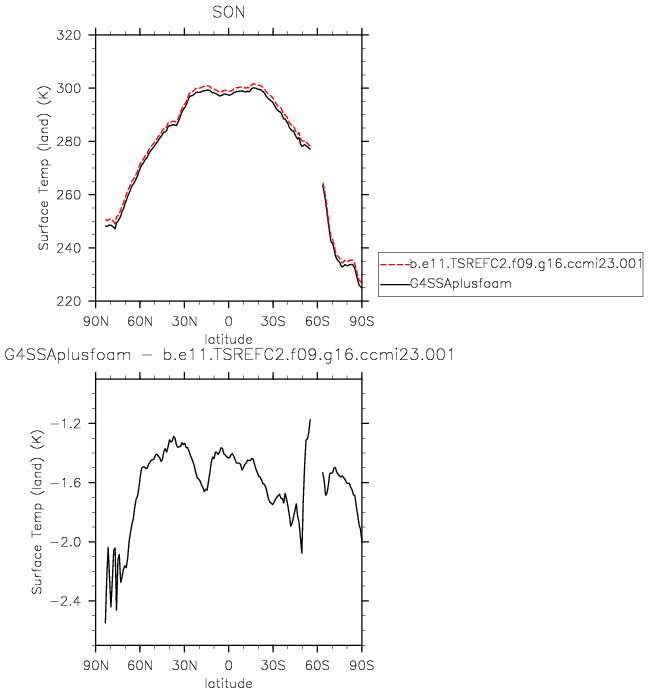 SON
320
300
280
260
240
220
Surface Temp (land) (K)
90N 60N 30N 0 30S 60S 90S
latitude
b.e11.TSREFC2.f09.g16.ccmi23.001
G4SSAplusfoam
G4SSAplusfoam − b.e11.TSREFC2.f09.g16.ccmi23.001
−1.2
−1.6
−2.0
−2.4
Surface Temp (land) (K)
90N 60N 30N 0 30S 60S 90S
latitude